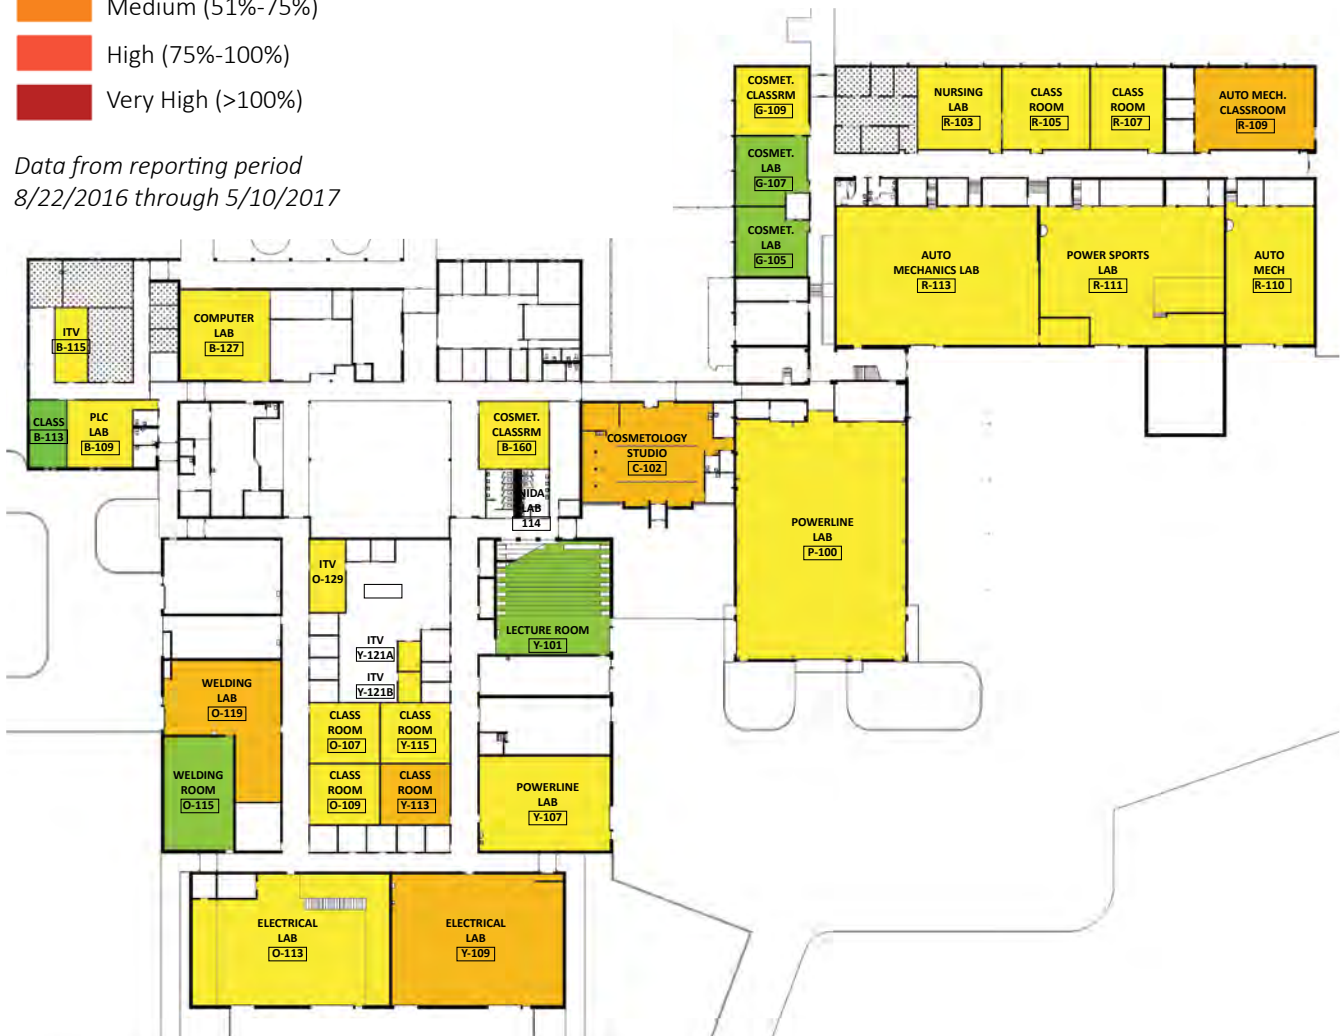 Medium (51%-75%)
High (75%-100%)
Very High (>100%)
Data from reporting period
8/22/2016 through 5/10/2017
COSMET.
CLASSRM
G-109
COSMET.
LAB
G-107
COSMET.
LAB
G-105
NURSING
LAB
R-103
CLASS
ROOM
R-105
CLASS
ROOM
R-107
AUTO MECH.
CLASSROOM
R-109
AUTO
MECHANICS LAB
R-113
POWER SPORTS
LAB
R-111
AUTO
MECH
R-110
ITV
B-115
COMPUTER
LAB
B-127
CLASS
B-113
PLC
LAB
B-109
COSMET.
CLASSRM
B-160
COSMETOLOGY
STUDIO
C-102
NIDA
LAB
114
POWERLINE
LAB
P-100
ITV
O-129
LECTURE ROOM
Y-101
ITV
Y-121A
ITV
Y-121B
WELDING
LAB
O-119
CLASS
ROOM
O-107
CLASS
ROOM
Y-115
WELDING
ROOM
O-115
CLASS
ROOM
O-109
CLASS
ROOM
Y-113
POWERLINE
LAB
Y-107
ELECTRICAL
LAB
O-113
ELECTRICAL
LAB
Y-109